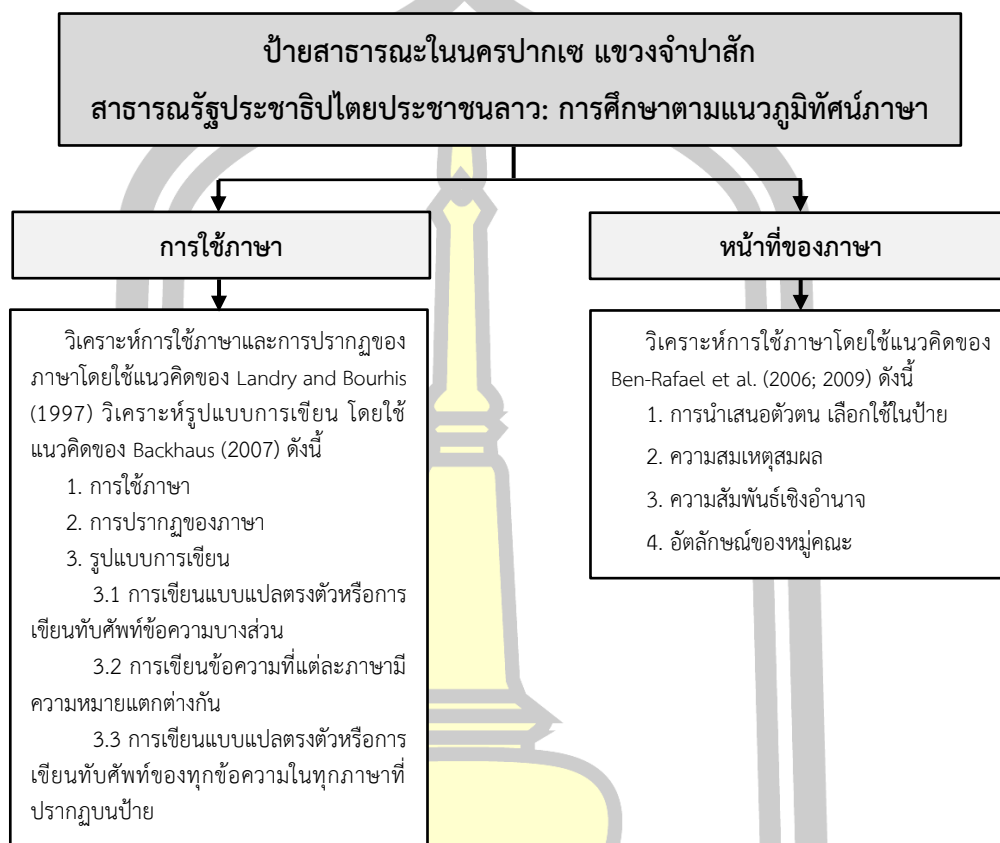 ป้ายสาธารณะในนครปากเซ แขวงจำปาสัก
สาธารณรัฐประชาธิปไตยประชาชนลาว: การศึกษาตามแนวภูมิทัศน์ภาษา
การใช้ภาษา
วิเคราะห์การใช้ภาษาและการปรากฏของ
ภาษาโดยใช้แนวคิดของ Landry and Bourhis
(1997) วิเคราะห์รูปแบบการเขียน โดยใช้
แนวคิดของ Backhaus (2007) ดังนี้
1. การใช้ภาษา
2. การปรากฏของภาษา
3. รูปแบบการเขียน
3.1 การเขียนแบบแปลตรงตัวหรือการ
เขียนทับศัพท์ข้อความบางส่วน
3.2 การเขียนข้อความที่แต่ละภาษามี
ความหมายแตกต่างกัน
3.3 การเขียนแบบแปลตรงตัวหรือการ
เขียนทับศัพท์ของทุกข้อความในทุกภาษาที่
ปรากฏบนป้าย
หน้าที่ของภาษา
วิเคราะห์การใช้ภาษาโดยใช้แนวคิดของ
Ben-Rafael et al. (2006; 2009) ดังนี้
1. การนำเสนอตัวตน เลือกใช้ในป้าย
2. ความสมเหตุสมผล
3. ความสัมพันธ์เชิงอำนาจ
4. อัตลักษณ์ของหมู่คณะ